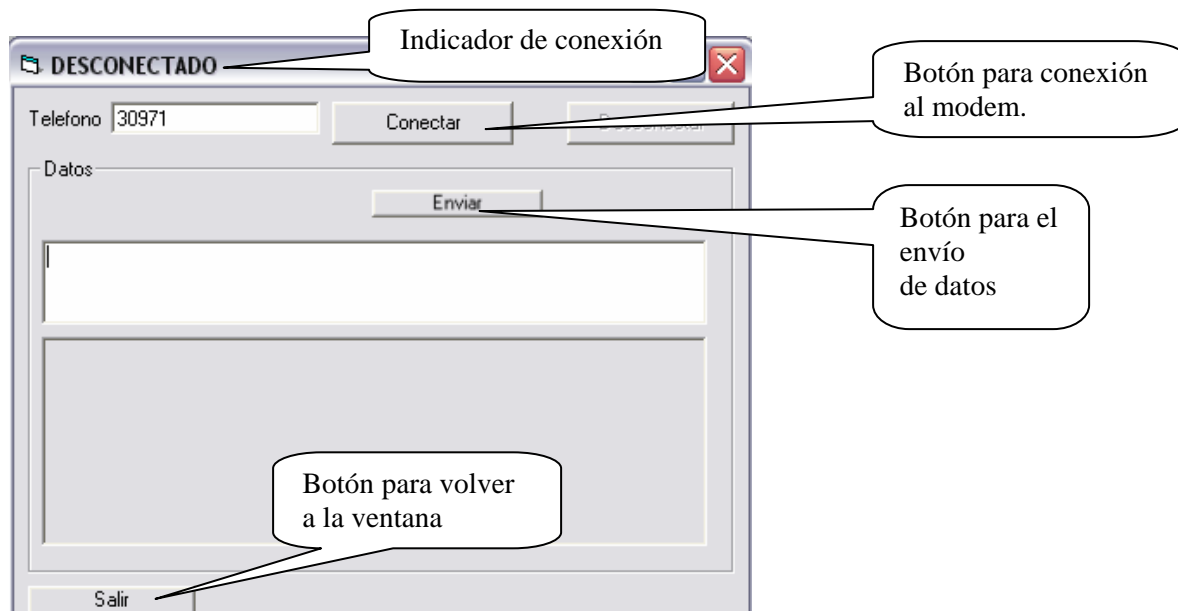 Indicador de conexión
DESCONECTADO
Botón para conexión
al modem.
Telefono 30971
Conectar
Datos
Enviar
Botón para el
envío
de datos
Botón para volver
a la ventana
Salir